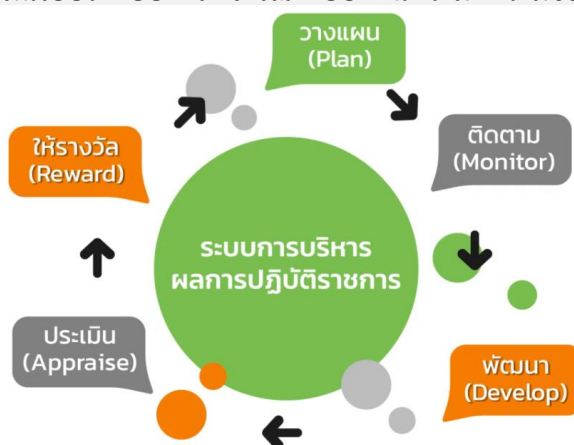 วางแผน
(Plan)
ติดตาม
(Monitor)
ให้รางวัล
(Reward)
ระบบการบริหาร
ผลการปฏิบัติราชการ
ประเมิน
(Appraise)
พัฒนา
(Develop)